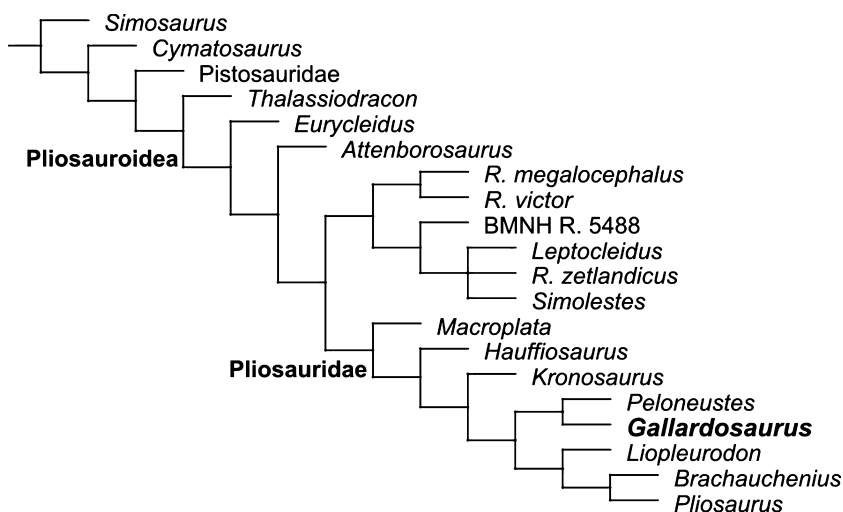 Simosaurus
Cymatosaurus
Pistosauridae
Thalassiodracon
Eurycleidus
Attenborosaurus
Pliosauroidea
R. megalocephalus
R. victor
BMNH R. 5488
Leptocleidus
R. zetlandicus
Simolestes
Macroplata
Hauffiosaurus
Pliosauridae
Kronosaurus
Peloneustes
Gallardosaurus
Liopleurodon
Brachauchenius
Pliosaurus